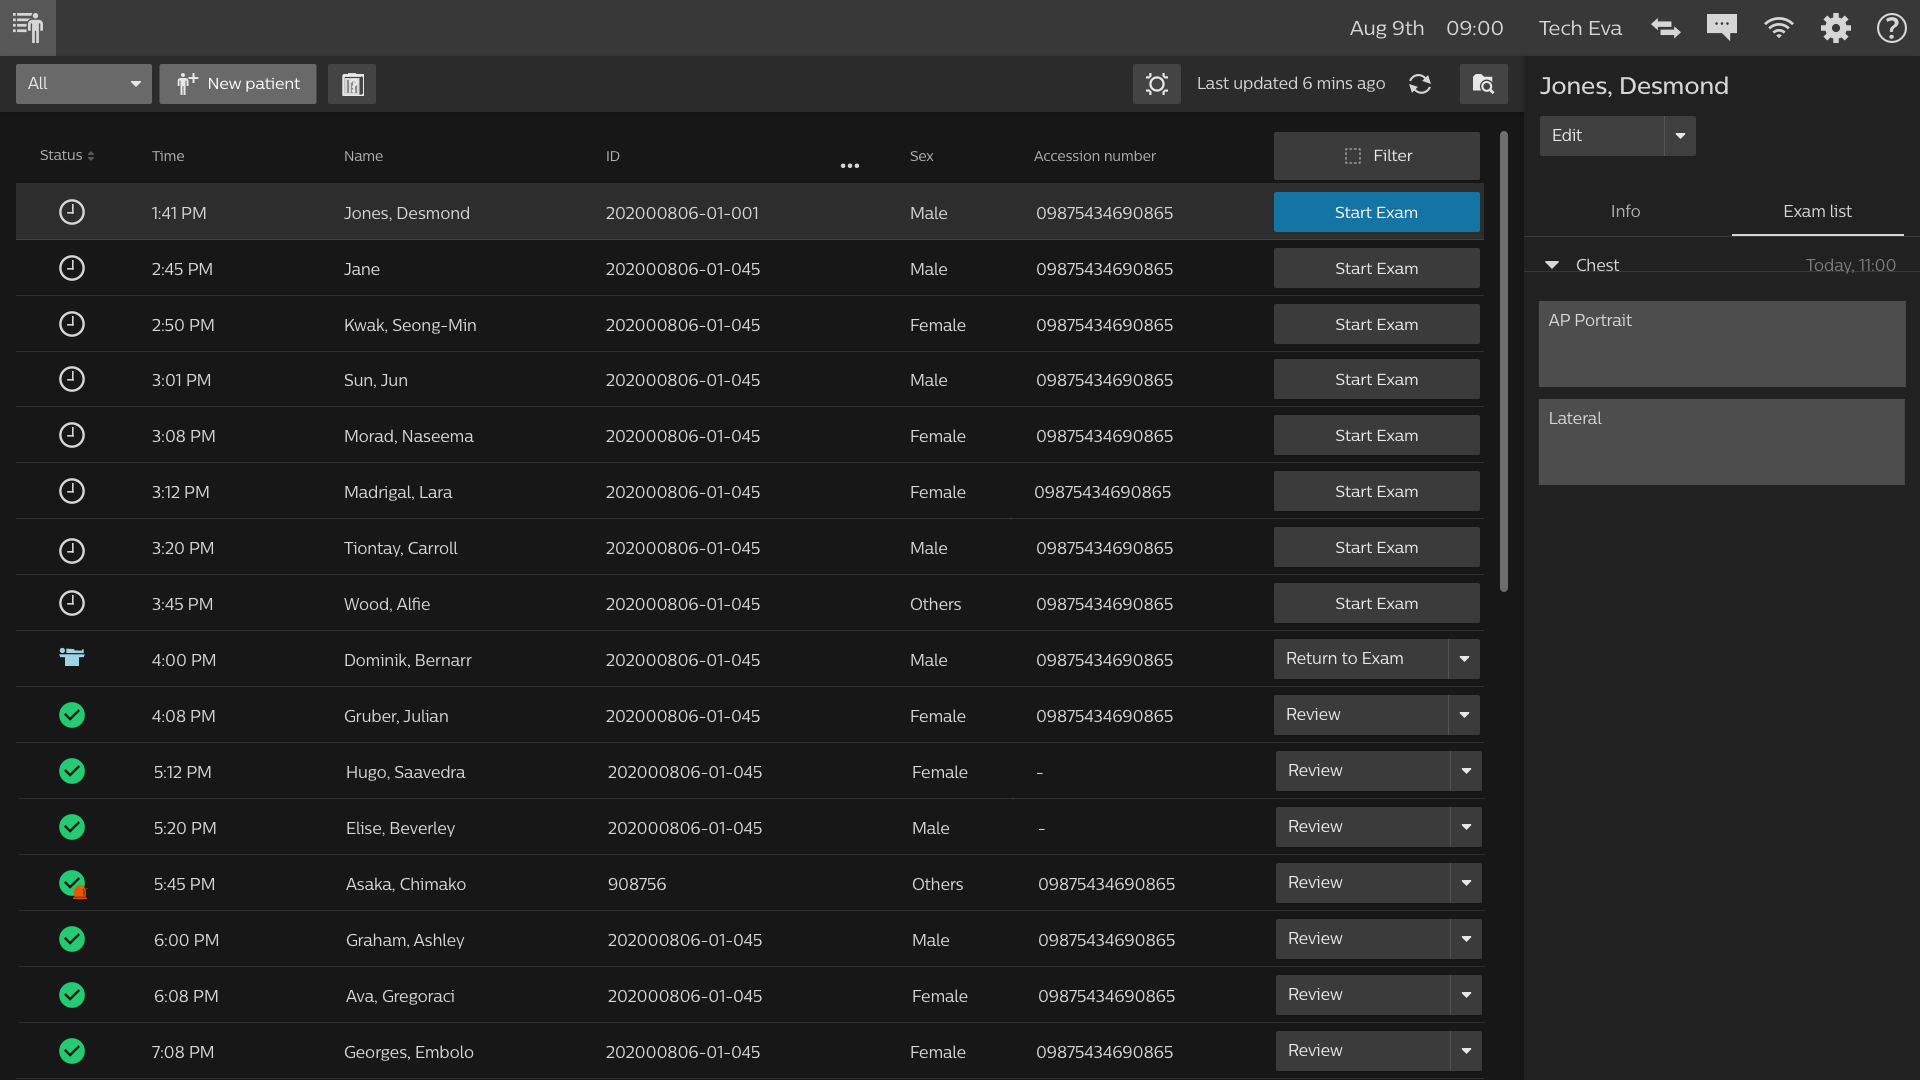 Aug 9th 09:00 Tech Eva
All
New patient
Last updated 6 mins ago
Status Time Name ID ... Sex Accession number Filter
1:41 PM Jones, Desmond 202000806-01-001 Male 09875434690865 Start Exam
2:45 PM Jane 202000806-01-045 Male 09875434690865 Start Exam
2:50 PM Kwak, Seong-Min 202000806-01-045 Female 09875434690865 Start Exam
3:01 PM Sun, Jun 202000806-01-045 Male 09875434690865 Start Exam
3:08 PM Morad, Naseema 202000806-01-045 Female 09875434690865 Start Exam
3:12 PM Madrigal, Lara 202000806-01-045 Female 09875434690865 Start Exam
3:20 PM Tiontay, Carroll 202000806-01-045 Male 09875434690865 Start Exam
3:45 PM Wood, Alfie 202000806-01-045 Others 09875434690865 Start Exam
4:00 PM Dominik, Bernarr 202000806-01-045 Male 09875434690865 Return to Exam
4:08 PM Gruber, Julian 202000806-01-045 Female 09875434690865 Review
5:12 PM Hugo, Saavedra 202000806-01-045 Female - Review
5:20 PM Elise, Beverley 202000806-01-045 Male - Review
5:45 PM Asaka, Chimako 908756 Others 09875434690865 Review
6:00 PM Graham, Ashley 202000806-01-045 Male 09875434690865 Review
6:08 PM Ava, Gregoraci 202000806-01-045 Female 09875434690865 Review
7:08 PM Georges, Embolo 202000806-01-045 Female 09875434690865 Review
Jones, Desmond
Edit
Info Exam list
Chest Today, 11:00
AP Portrait
Lateral